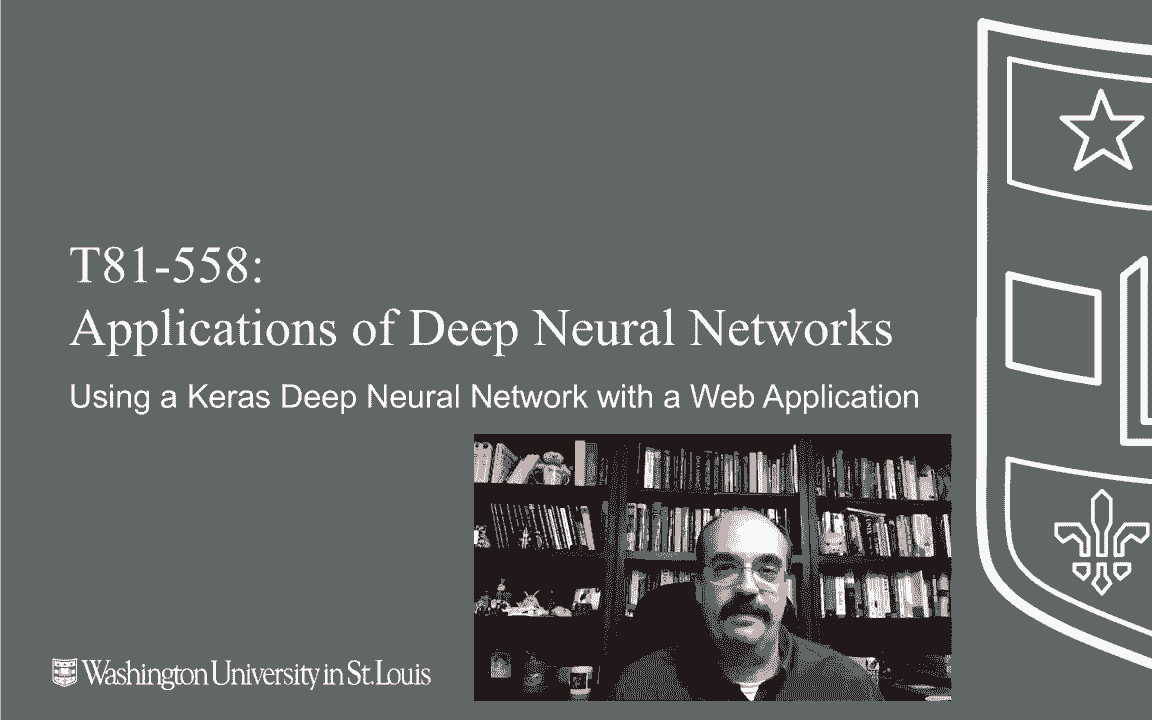 T81-558:
Applications of Deep Neural Networks
Using a Keras Deep Neural Network with a Web Application
Washington University in St. Louis